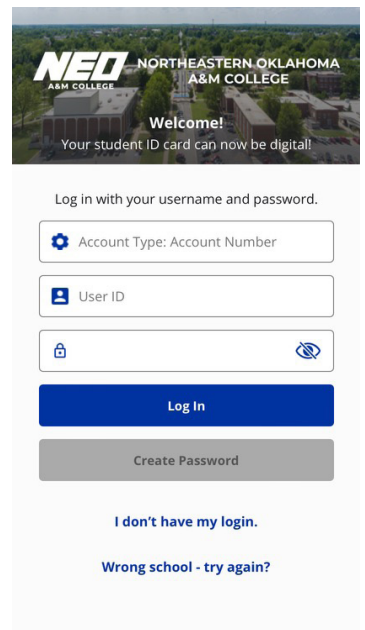 NEO
A&M COLLEGE
NORTHEASTERN OKLAHOMA
A&M COLLEGE
Welcome!
Your student ID card can now be digital!
Log in with your username and password.
Account Type: Account Number
User ID
Log In
Create Password
I don’t have my login.
Wrong school - try again?